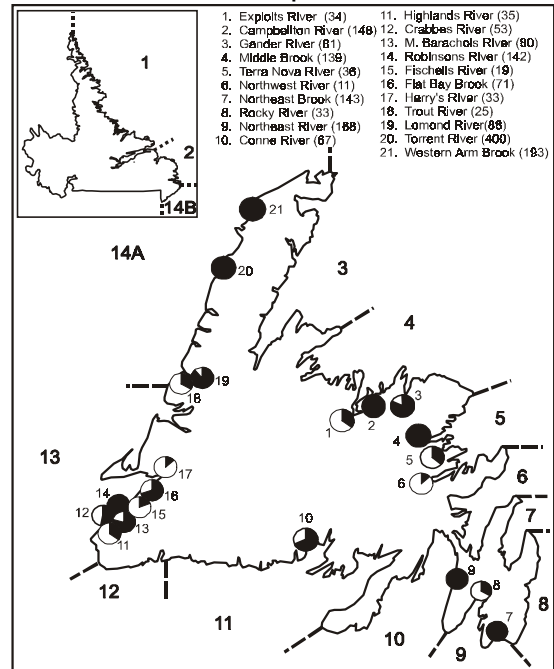 1. Exploits River (34)
2. Campbellton River (148)
3. Gander River (81)
4. Middle Brook (139)
5. Terra Nova River (36)
6. Northwest River (11)
7. Northeast Brook (143)
8. Rocky River (33)
9. Northeast River (188)
10. Conne River (67)
11. Highlands River (35)
12. Crabbes River (53)
13. M. Barachois River (90)
14. Robinsons River (142)
15. Fischells River (19)
16. Flat Bay Brook (71)
17. Harry's River (33)
18. Trout River (25)
19. Lomond River(88)
20. Torrent River (400)
21. Western Arm Brook (193)
1
2
14B
21
14A
20
3
4
19
18
3
2
1
5
4
5
13
17
6
6
16
14
15
7
12
13
10
11
9
8
8
12
7
11
10
9